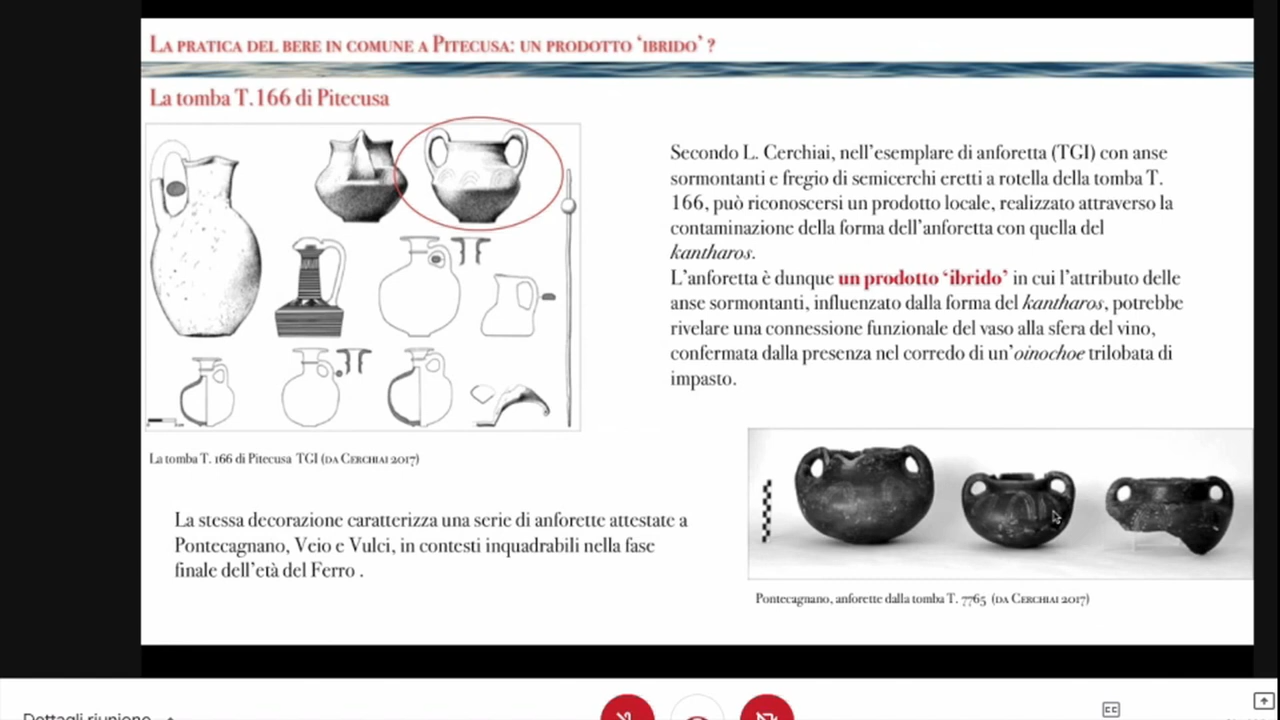 La pratica del bere in comune a Pitecusa: un prodotto ‘ibrido’ ?
La tomba T.166 di Pitecusa
Secondo L. Cerchiai, nell’esemplare di anforetta (TGI) con anse
sormontanti e fregio di semicerchi eretti a rotella della tomba T.
166, può riconoscersi un prodotto locale, realizzato attraverso la
contaminazione della forma dell’anforetta con quella del
kantharos.
L’anforetta è dunque un prodotto ‘ibrido’ in cui l’attributo delle
anse sormontanti, influenzato dalla forma del kantharos, potrebbe
rivelare una connessione funzionale del vaso alla sfera del vino,
confermata dalla presenza nel corredo di un’oinochoe trilobata di
impasto.
La tomba T. 166 di Pitecusa TGI (da Cerchiai 2017)
La stessa decorazione caratterizza una serie di anforette attestate a
Pontecagnano, Veio e Vulci, in contesti inquadrabili nella fase
finale dell’età del Ferro .
Pontecagnano, anforette dalla tomba T. 7765 (da Cerchiai 2017)
Dettagli riunione
CC